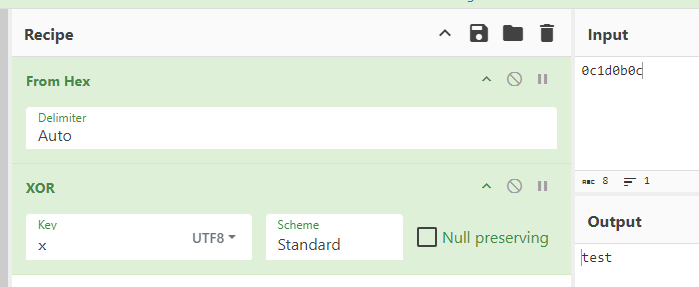 Recipe
From Hex
Delimiter
Auto
XOR
Key
x
UTF8
Scheme
Standard
Null preserving
Input
0c1d0b0c
ABC 8
1
Output
test